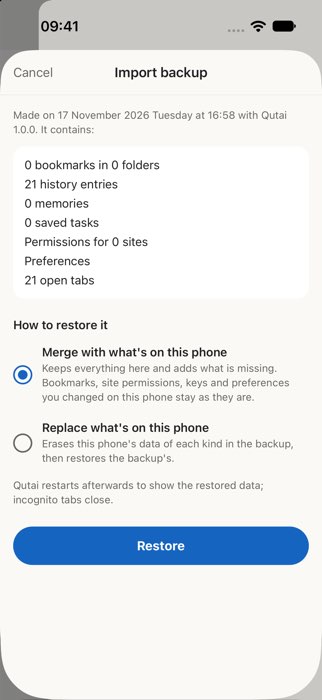 09:41
Cancel
Import backup
Made on 17 November 2026 Tuesday at 16:58 with Qutai
1.0.0. It contains:
0 bookmarks in 0 folders
21 history entries
0 memories
0 saved tasks
Permissions for 0 sites
Preferences
21 open tabs
How to restore it
Merge with what's on this phone
Keeps everything here and adds what is missing.
Bookmarks, site permissions, keys and preferences
you changed on this phone stay as they are.
Replace what's on this phone
Erases this phone's data of each kind in the backup,
then restores the backup's.
Qutai restarts afterwards to show the restored data;
incognito tabs close.
Restore